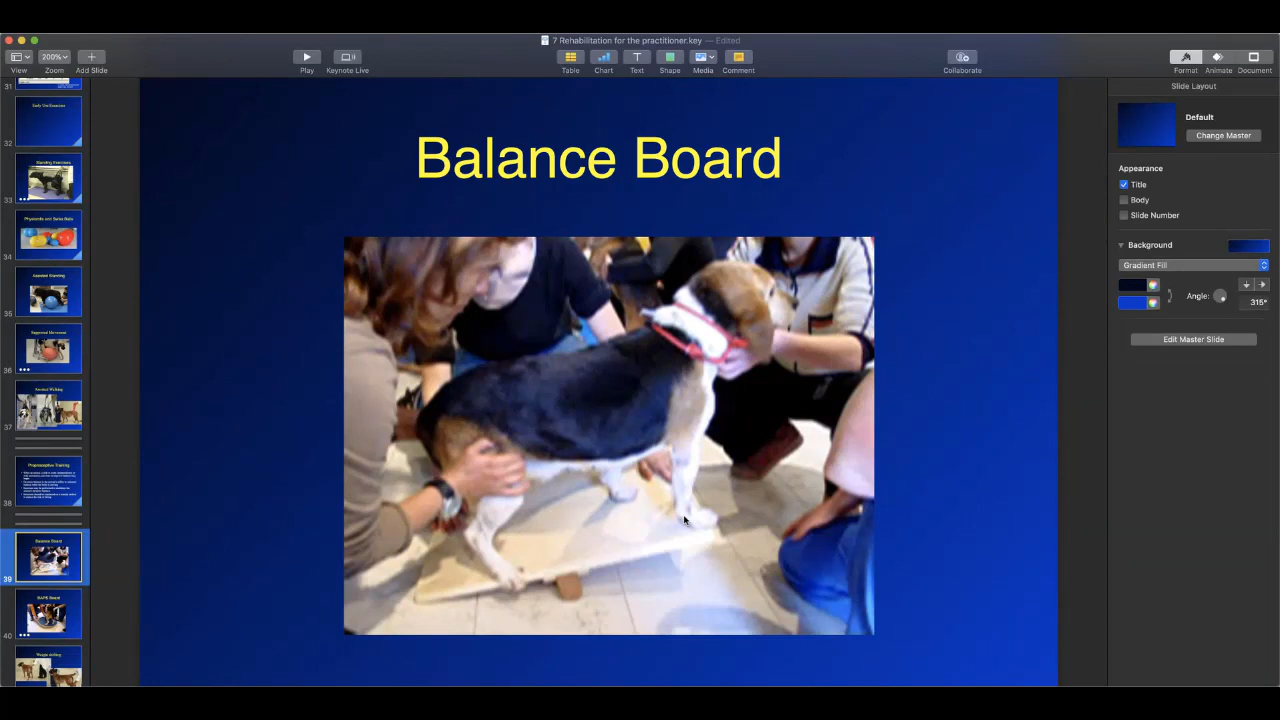 7 Rehabilitation for the practitioner.key — Edited
200%
View Zoom Add Slide
Play Keynote Live
Table Chart Text Shape Media Comment
Collaborate
Format Animate Document
31
32
Standing Exercises
33
Physioballs and Swiss Balls
34
Assisted Standing
35
36
Assisted Walking
37
Proprioceptive Training
38
Balance Board
39
BAPS Board
40
Weight shifting
Balance Board
Slide Layout
Default
Change Master
Appearance
Title
Body
Slide Number
Background
Gradient Fill
Angle:
315°
Edit Master Slide